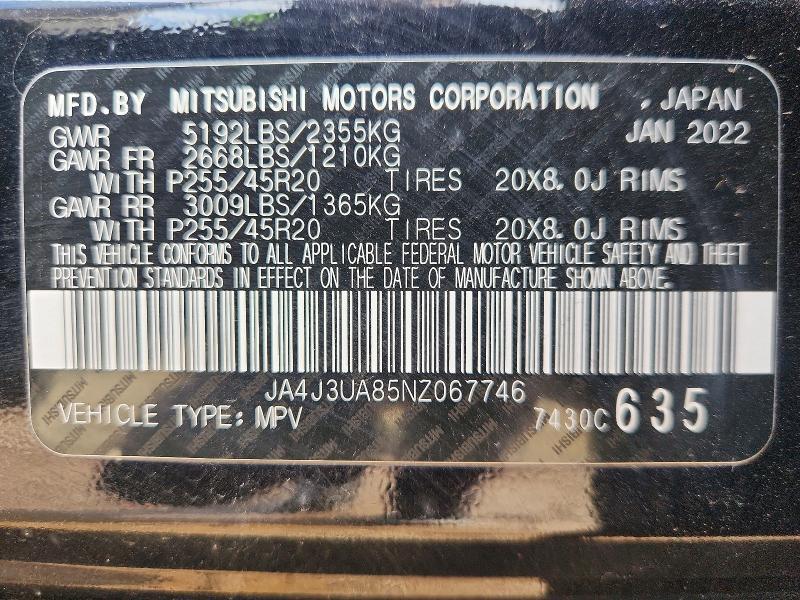 MFD.BY MITSUBISHI MOTORS CORPORATION , JAPAN
GVWR 5192LBS/2355KG JAN 2022
GAWR FR 2668LBS/1210KG
WITH P255/45R20 TIRES 20X8.0J RIMS
GAWR RR 3009LBS/1365KG
WITH P255/45R20 TIRES 20X8.0J RIMS
THIS VEHICLE CONFORMS TO ALL APPLICABLE FEDERAL MOTOR VEHICLE SAFETY AND THEFT
PREVENTION STANDARDS IN EFFECT ON THE DATE OF MANUFACTURE SHOWN ABOVE.
JA4J3UA85NZ067746
VEHICLE TYPE: MPV 7430C 635